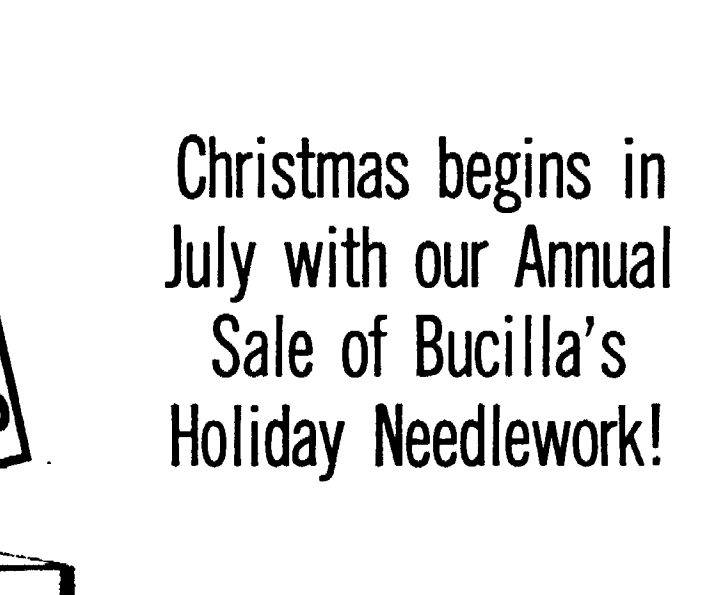 Christmas begins in
July with our Annual
Sale of Bucilla's
Holiday Needlework!